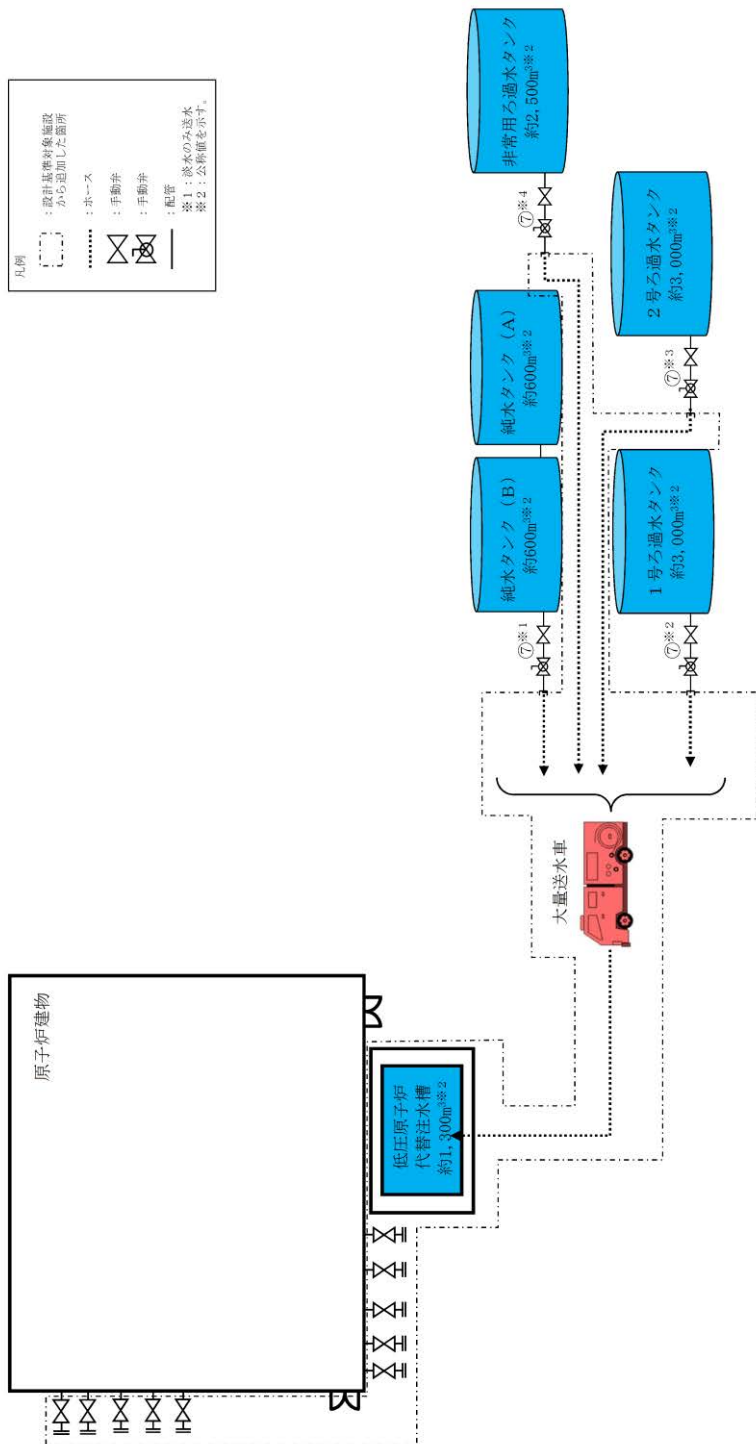 原子炉建物
低圧原子炉
代替注水槽
約1,300m³※2
大量送水車
⑦※1
純水タンク (B)
約600m³※2
純水タンク (A)
約600m³※2
⑦※4
非常用ろ過水タンク
約2,500m³※2
⑦※2
1号ろ過水タンク
約3,000m³※2
⑦※3
2号ろ過水タンク
約3,000m³※2
凡例
:設計基準対象施設
から追加した箇所
:ホース
:手動弁
:手動弁
:配管
※1:淡水のみ送水
※2:公称値を示す。